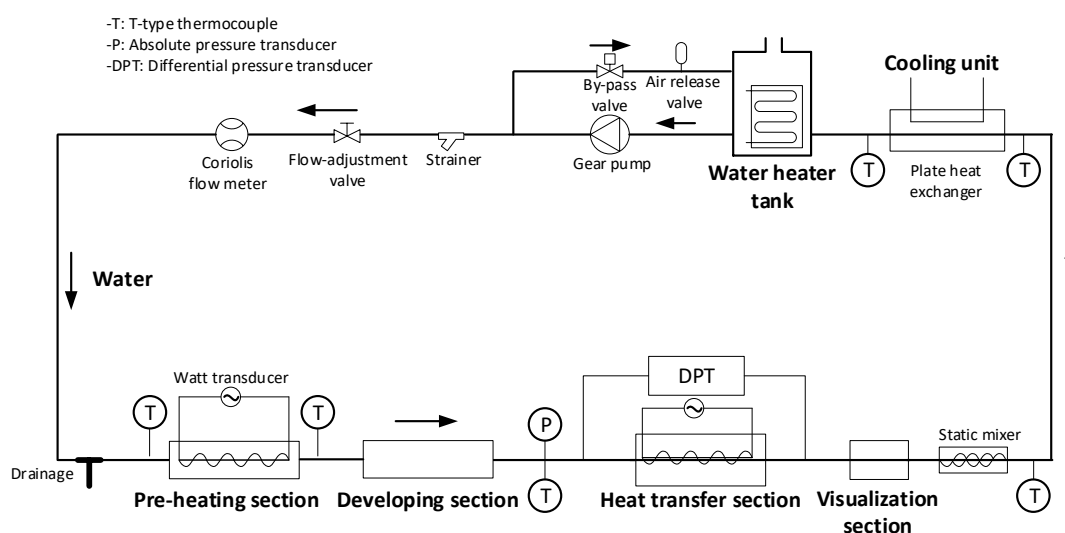 -T: T-type thermocouple
-P: Absolute pressure transducer
-DPT: Differential pressure transducer
By-pass
valve
Air release
valve
Cooling unit
Coriolis
flow meter
Flow-adjustment
valve
Strainer
Gear pump
Water heater
tank
T
Plate heat
exchanger
T
Water
Watt transducer
DPT
T
T
P
Static mixer
Drainage
Pre-heating section
Developing section
T
Heat transfer section
Visualization
section
T